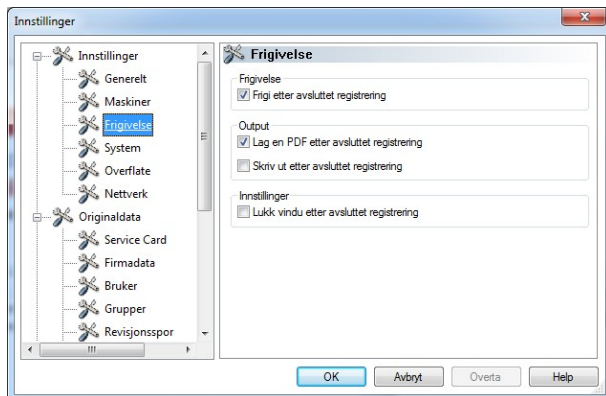 Innstillinger
Innstillinger
Generelt
Maskiner
Frigivelse
System
Overflate
Nettverk
Originaldata
Service Card
Firmadata
Bruker
Grupper
Revisjonsspor
Frigivelse
Frigivelse
Frigi etter avsluttet registrering
Output
Lag en PDF etter avsluttet registrering
Skriv ut etter avsluttet registrering
Innstillinger
Lukk vindu etter avsluttet registrering
OK
Avbryt
Overta
Help